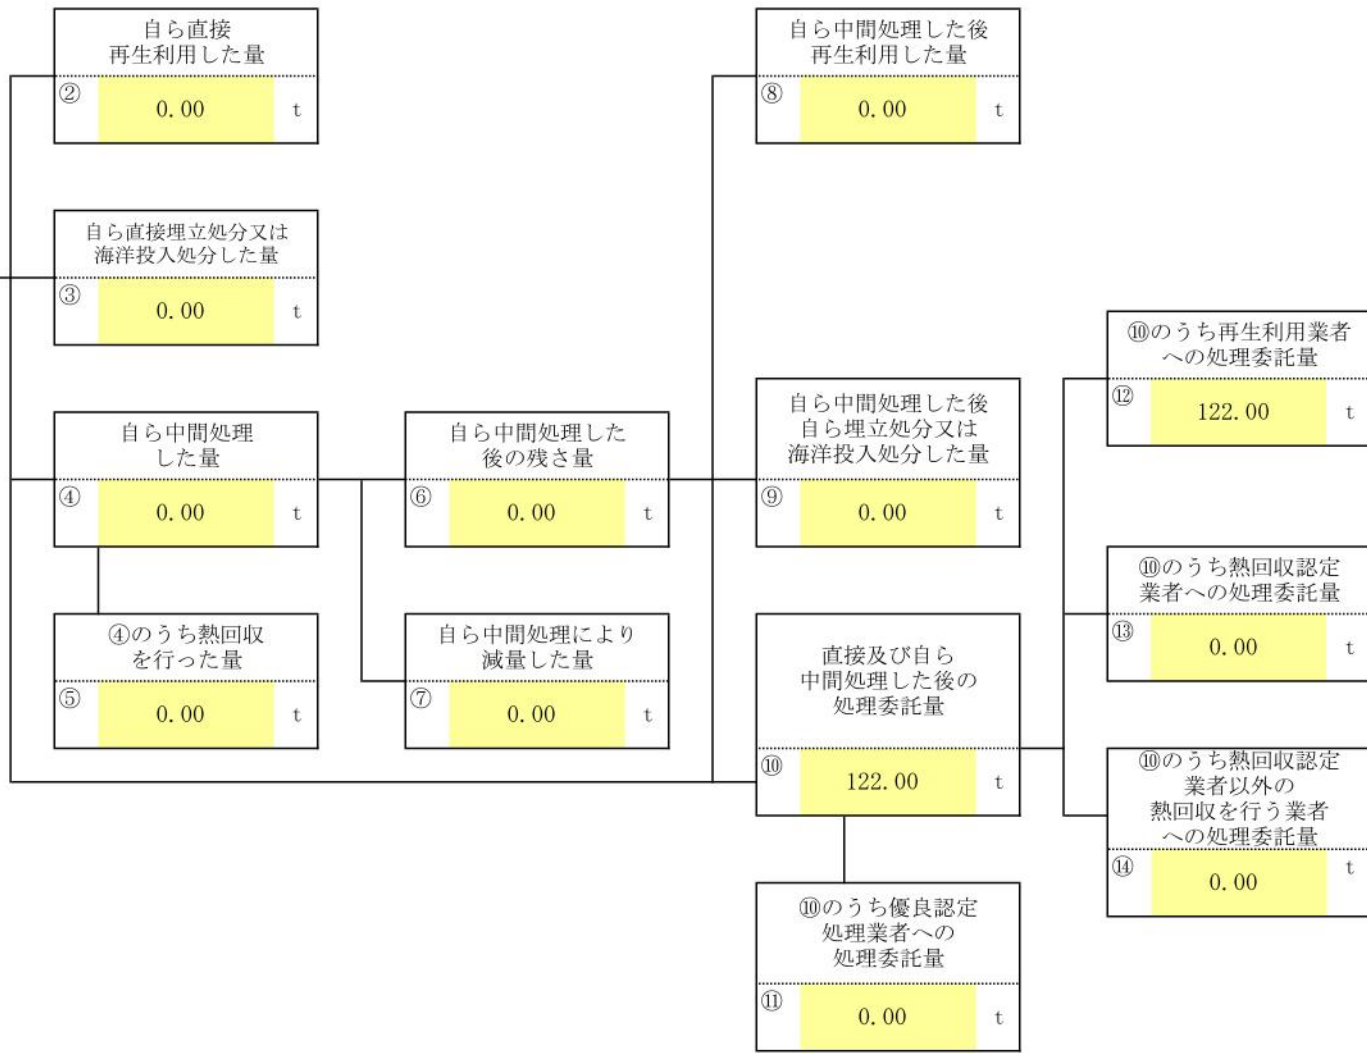 自ら直接
再生利用した量
② 0.00 t
自ら中間処理した後
再生利用した量
⑧ 0.00 t
自ら直接埋立処分又は
海洋投入処分した量
③ 0.00 t
⑩のうち再生利用業者
への処理委託量
⑫ 122.00 t
自ら中間処理
した量
④ 0.00 t
自ら中間処理した
後の残さ量
⑥ 0.00 t
自ら中間処理した後
自ら埋立処分又は
海洋投入処分した量
⑨ 0.00 t
⑩のうち熱回収認定
業者への処理委託量
⑬ 0.00 t
④のうち熱回収
を行った量
⑤ 0.00 t
自ら中間処理により
減量した量
⑦ 0.00 t
直接及び自ら
中間処理した後の
処理委託量
⑩ 122.00 t
⑩のうち熱回収認定
業者以外の
熱回収を行う業者
への処理委託量
⑭ 0.00 t
⑩のうち優良認定
処理業者への
処理委託量
⑪ 0.00 t